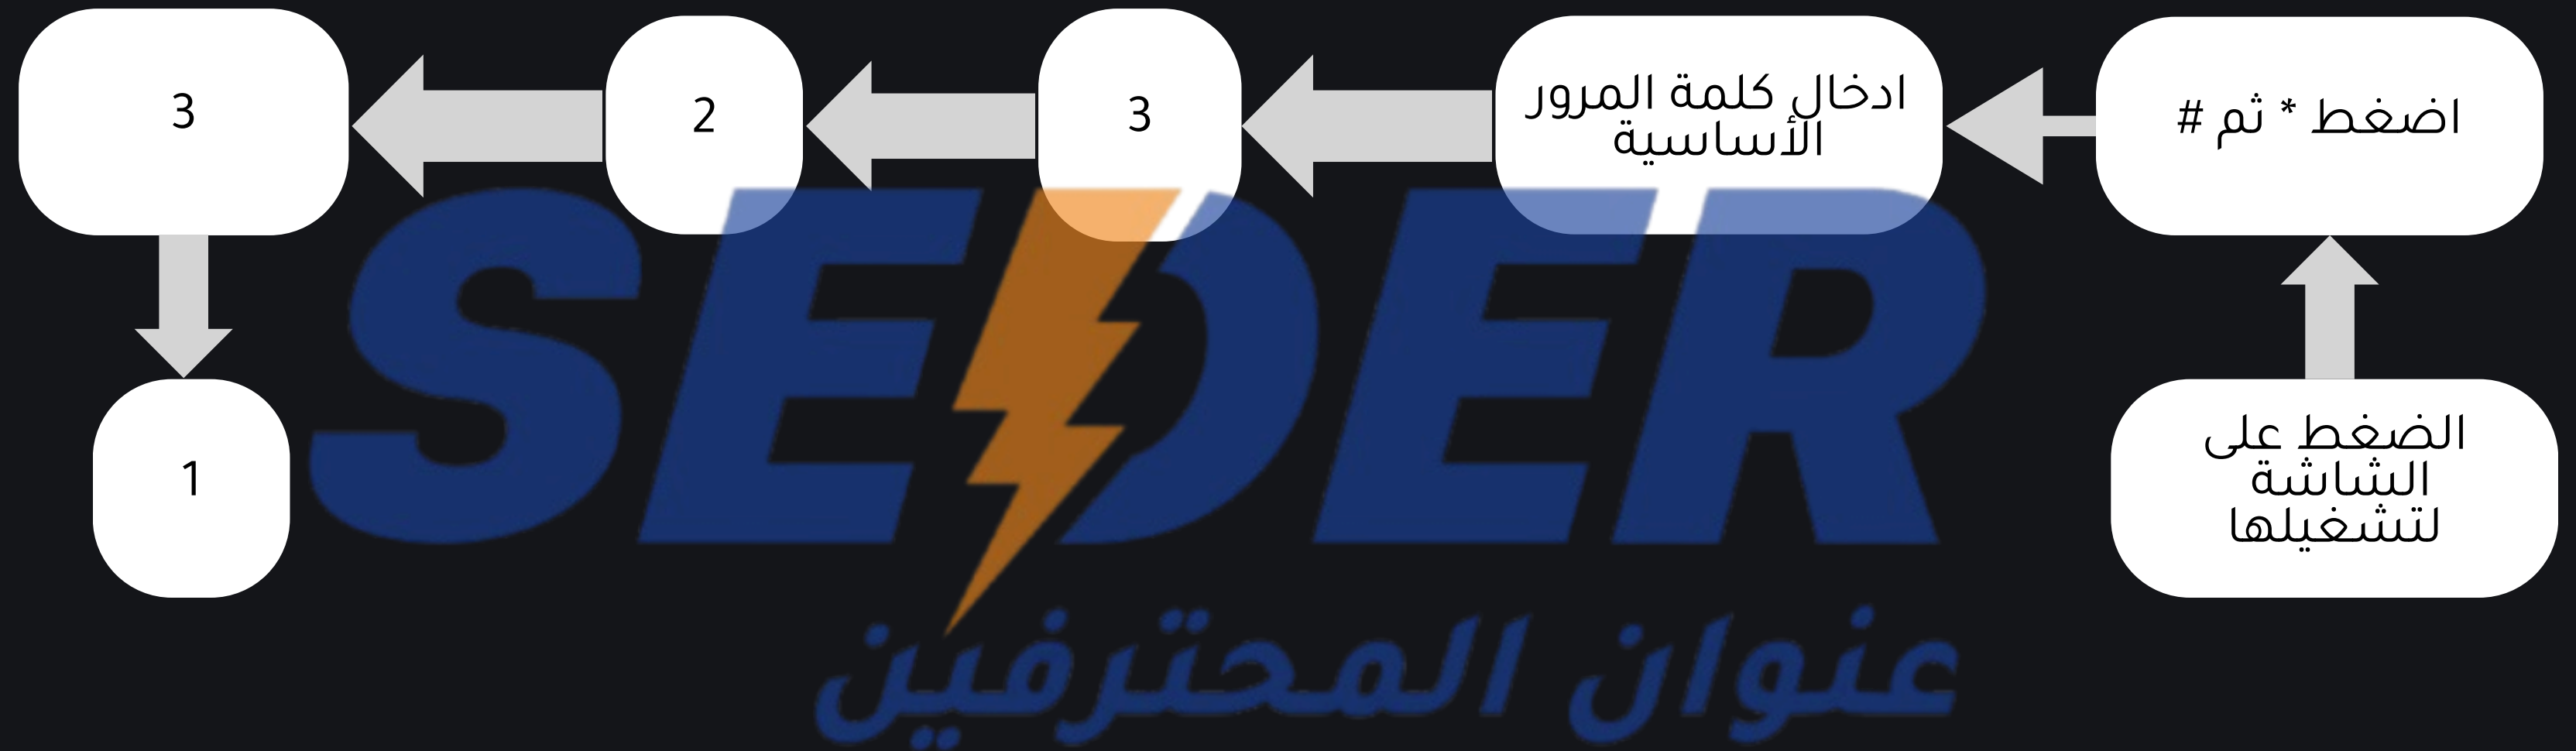 الضغط على
الشاشة
لتشغيلها
اضغط * ثم #
ادخال كلمة المرور
الأساسية
3
2
3
1
SEDER
عنوان المحترفين